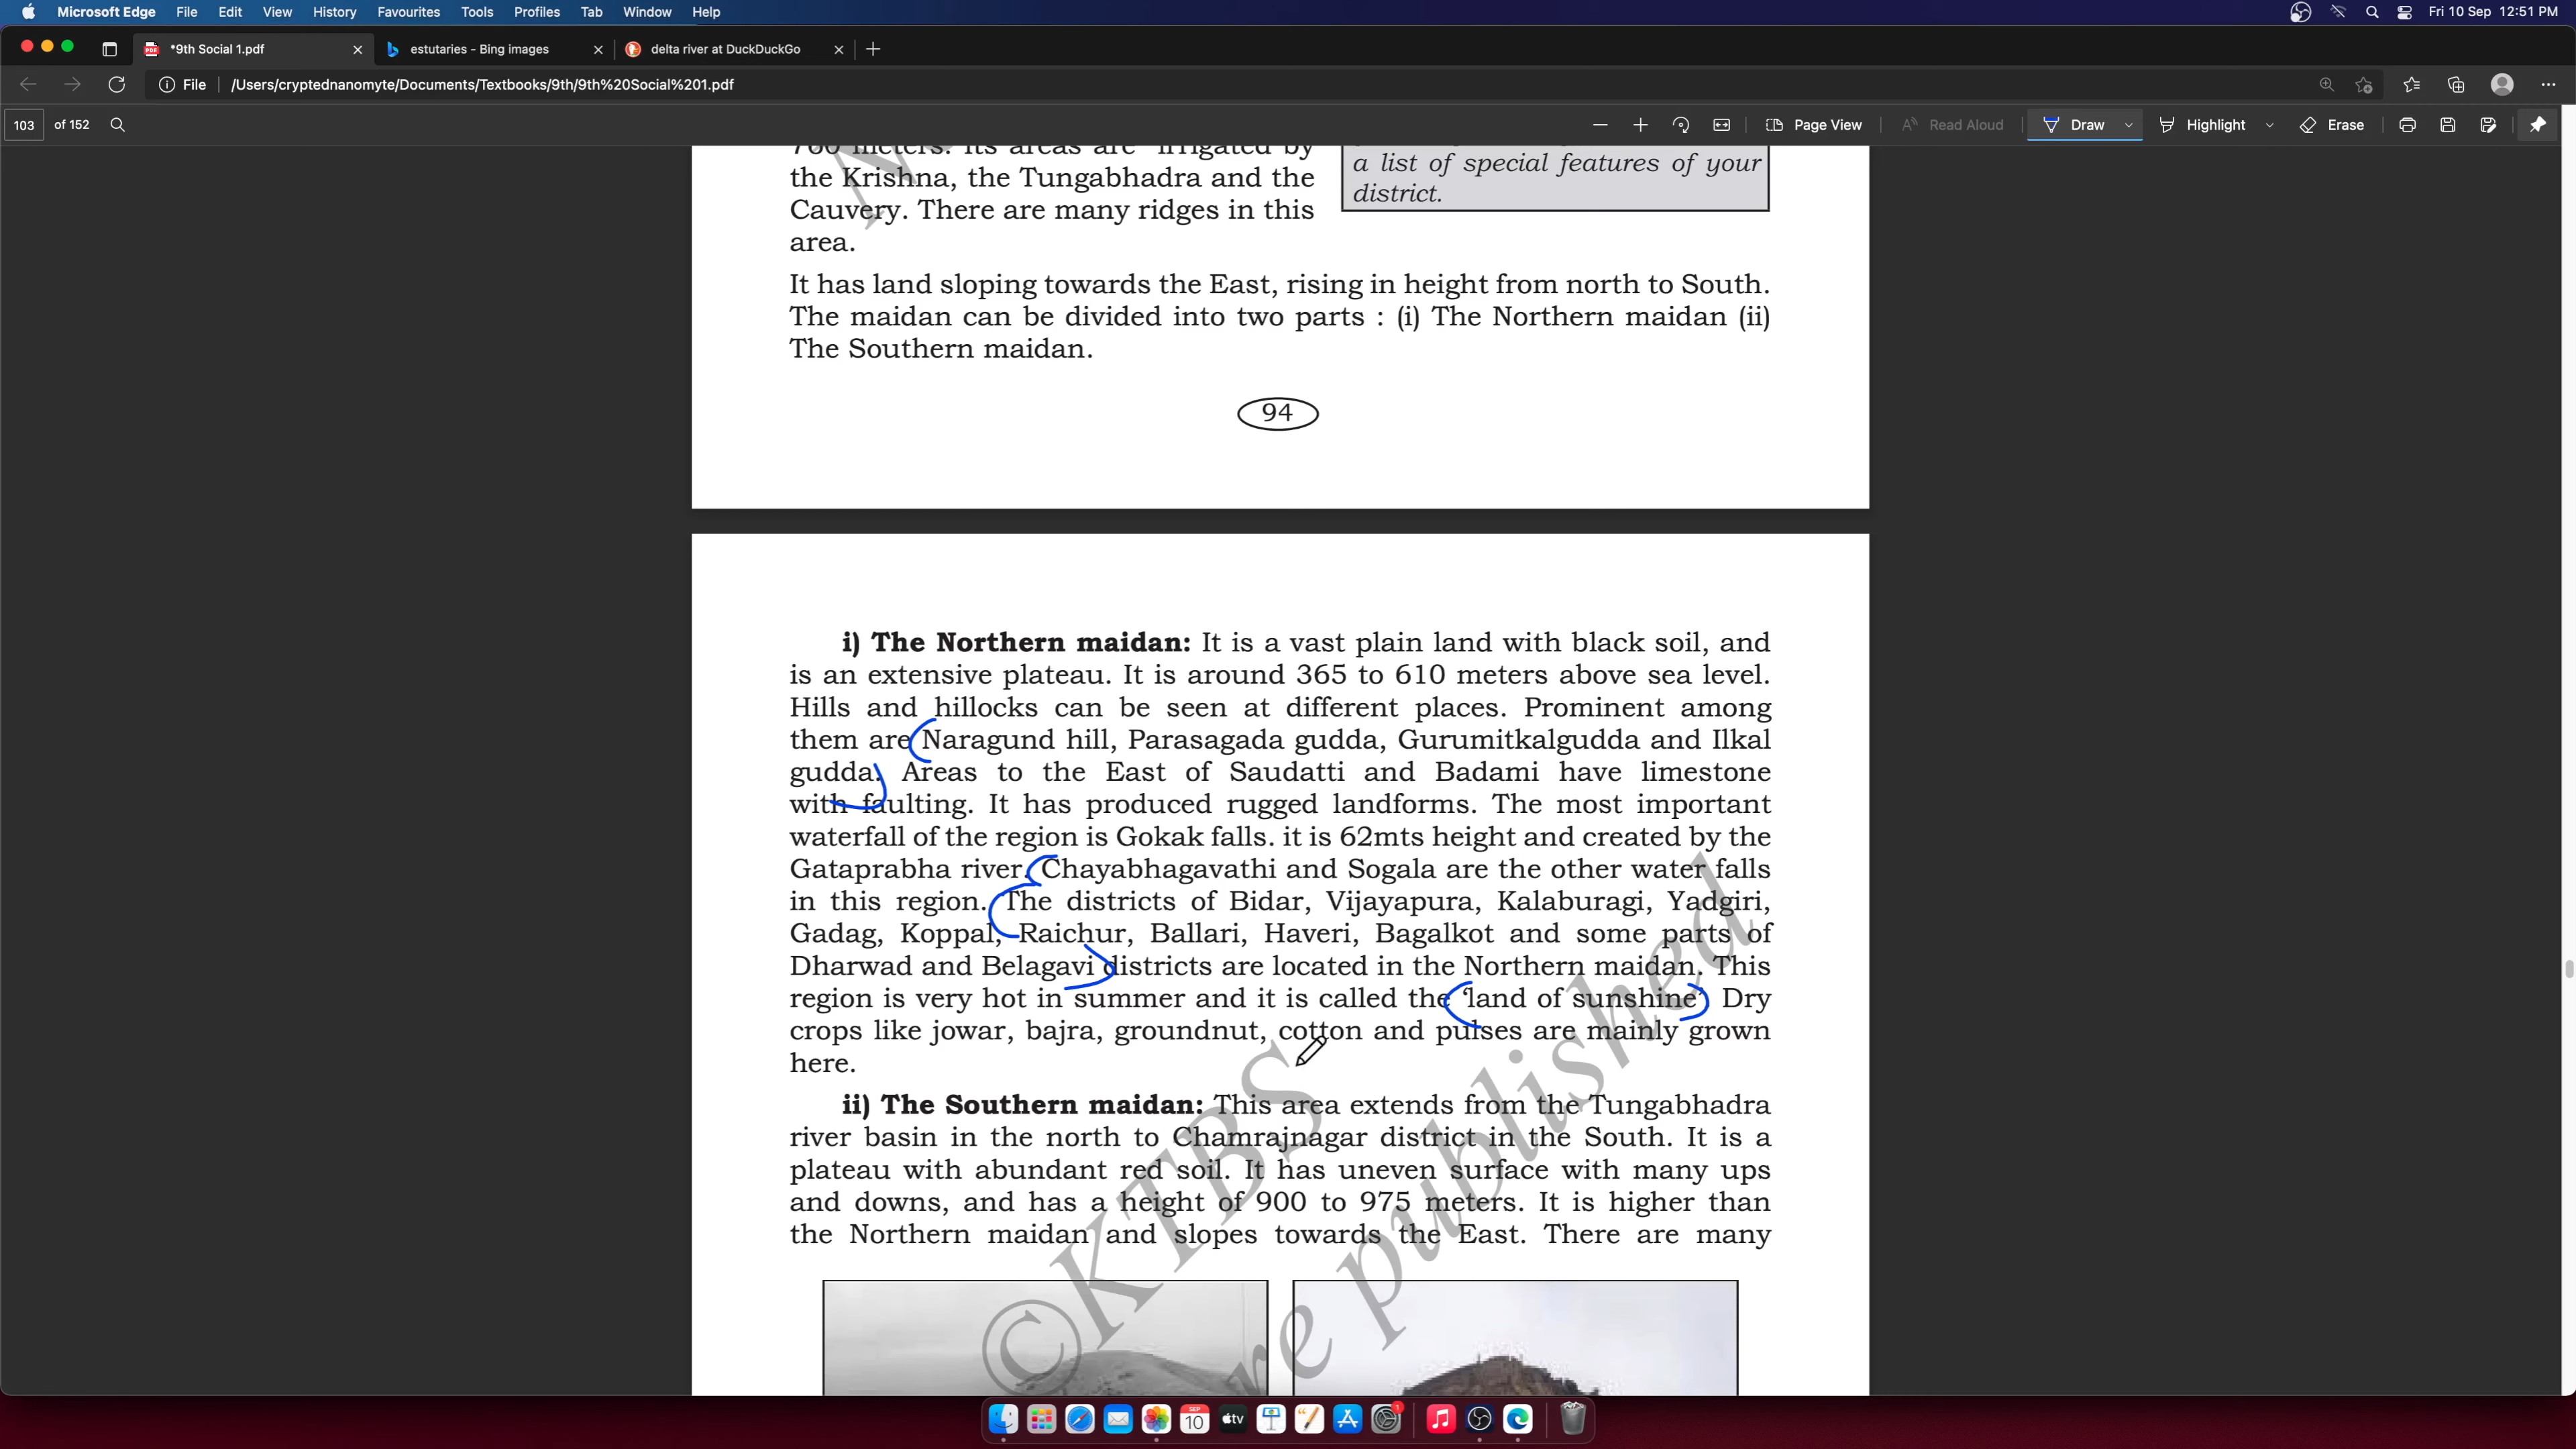 Microsoft Edge File Edit View History Favourites Tools Profiles Tab Window Help Fri 10 Sep 12:51 PM
*9th Social 1.pdf estutaries - Bing images delta river at DuckDuckGo
File /Users/cryptednanomyte/Documents/Textbooks/9th/9th%20Social%201.pdf
103 of 152 Page View Read Aloud Draw Highlight Erase
700 meters. Its areas are irrigated by
the Krishna, the Tungabhadra and the
Cauvery. There are many ridges in this
area.
a list of special features of your
district.
It has land sloping towards the East, rising in height from north to South.
The maidan can be divided into two parts : (i) The Northern maidan (ii)
The Southern maidan.
94
i) The Northern maidan: It is a vast plain land with black soil, and
is an extensive plateau. It is around 365 to 610 meters above sea level.
Hills and hillocks can be seen at different places. Prominent among
them are Naragund hill, Parasagada gudda, Gurumitkalgudda and Ilkal
gudda. Areas to the East of Saudatti and Badami have limestone
with faulting. It has produced rugged landforms. The most important
waterfall of the region is Gokak falls. it is 62mts height and created by the
Gataprabha river. Chayabhagavathi and Sogala are the other water falls
in this region. The districts of Bidar, Vijayapura, Kalaburagi, Yadgiri,
Gadag, Koppal, Raichur, Ballari, Haveri, Bagalkot and some parts of
Dharwad and Belagavi districts are located in the Northern maidan. This
region is very hot in summer and it is called the ‘land of sunshine’. Dry
crops like jowar, bajra, groundnut, cotton and pulses are mainly grown
here.
ii) The Southern maidan: This area extends from the Tungabhadra
river basin in the north to Chamrajnagar district in the South. It is a
plateau with abundant red soil. It has uneven surface with many ups
and downs, and has a height of 900 to 975 meters. It is higher than
the Northern maidan and slopes towards the East. There are many
©KTBS
re published
SEP
10
tv
1